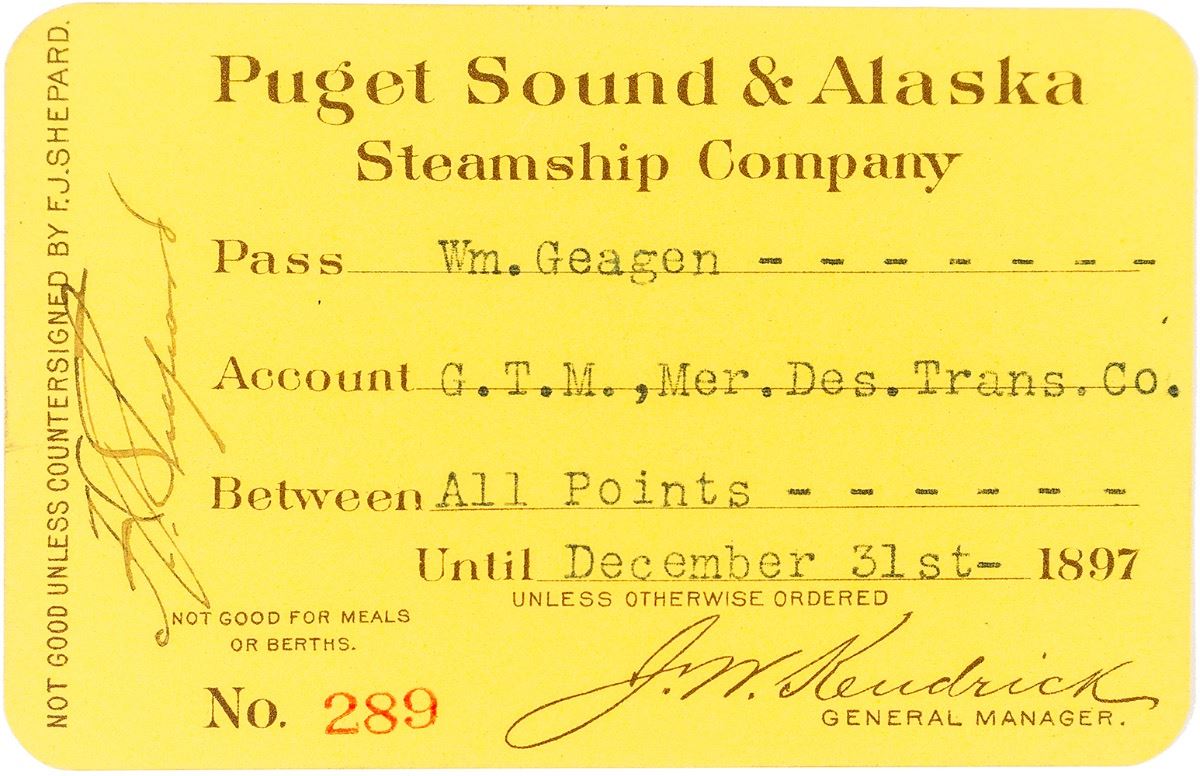 Puget Sound & Alaska
Steamship Company
Pass Wm. Geagen - - - - - - -
Account G.T.M.,Mer.Des.Trans.Co.
Between All Points - - - - - -
Until December 31st- 1897
UNLESS OTHERWISE ORDERED
NOT GOOD FOR MEALS
OR BERTHS.
No. 289
J. W. Kendrick
GENERAL MANAGER.
NOT GOOD UNLESS COUNTERSIGNED BY F.J.SHEPARD.
F. J. Shepard